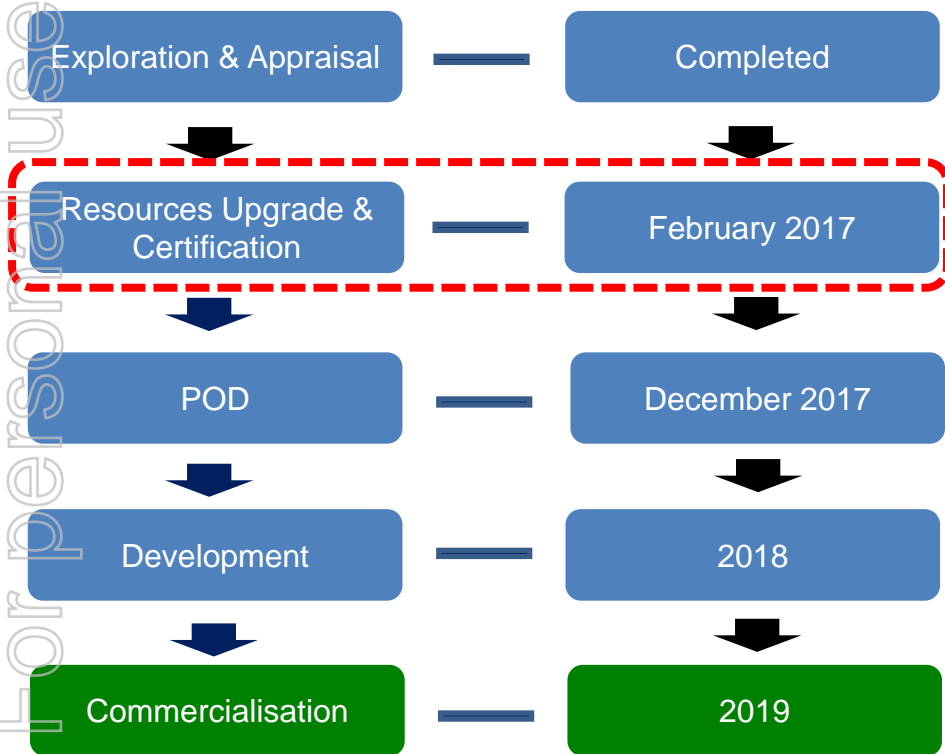 Exploration & Appraisal
Completed
Resources Upgrade &
Certification
February 2017
POD
December 2017
Development
2018
Commercialisation
2019
For personal use